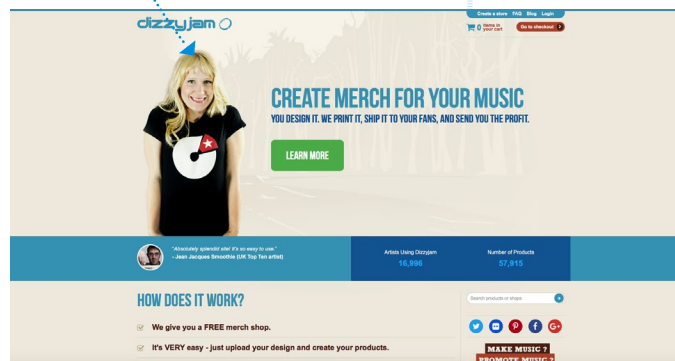 Create a store FAQ Blog Login
dizzyjam
0 items in your cart
Go to checkout
CREATE MERCH FOR YOUR MUSIC
YOU DESIGN IT. WE PRINT IT, SHIP IT TO YOUR FANS, AND SEND YOU THE PROFIT.
LEARN MORE
"Absolutely splendid site! It's so easy to use."
- Jean Jacques Smoothie (UK Top Ten artist)
Artists Using Dizzyjam
16,996
Number of Products
57,915
HOW DOES IT WORK?
We give you a FREE merch shop.
It's VERY easy - just upload your design and create your products.
Search products or shops
MAKE MUSIC ?
PROMOTE MUSIC ?